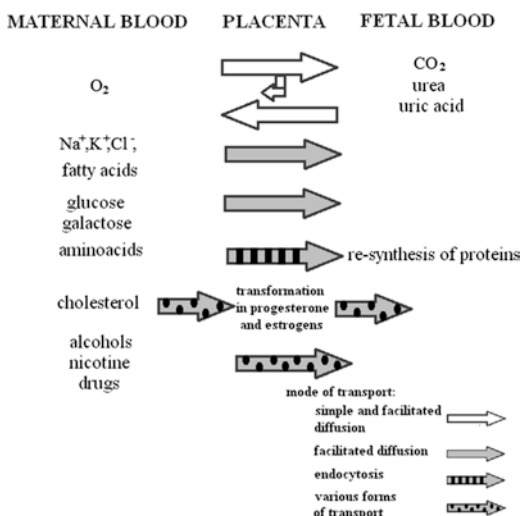 MATERNAL BLOOD PLACENTA FETAL BLOOD
O₂
CO₂
urea
uric acid
Na⁺,K⁺,Cl⁻,
fatty acids
glucose
galactose
aminoacids
re-synthesis of proteins
cholesterol
transformation
in progesterone
and estrogens
alcohols
nicotine
drugs
mode of transport:
simple and facilitated
diffusion
facilitated diffusion
endocytosis
various forms
of transport